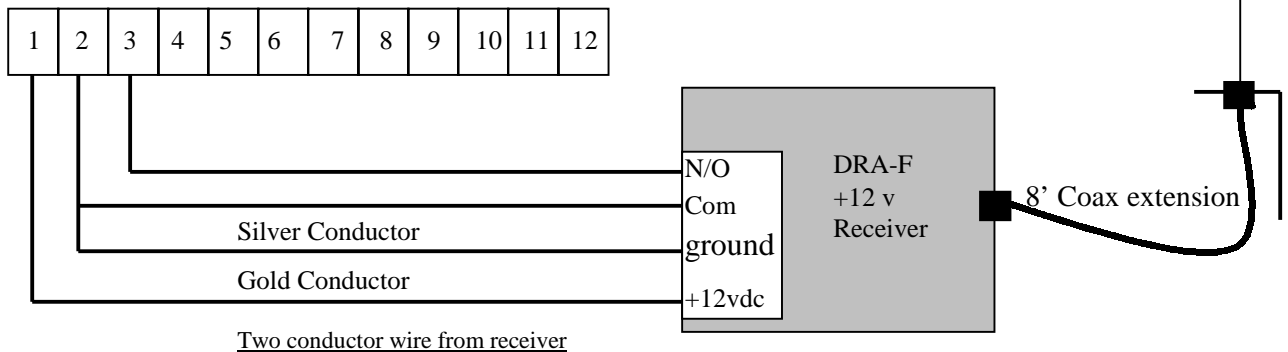 1 2 3 4 5 6 7 8 9 10 11 12
N/O
Com
ground
+12vdc
DRA-F
+12 v
Receiver
8’ Coax extension
Silver Conductor
Gold Conductor
Two conductor wire from receiver